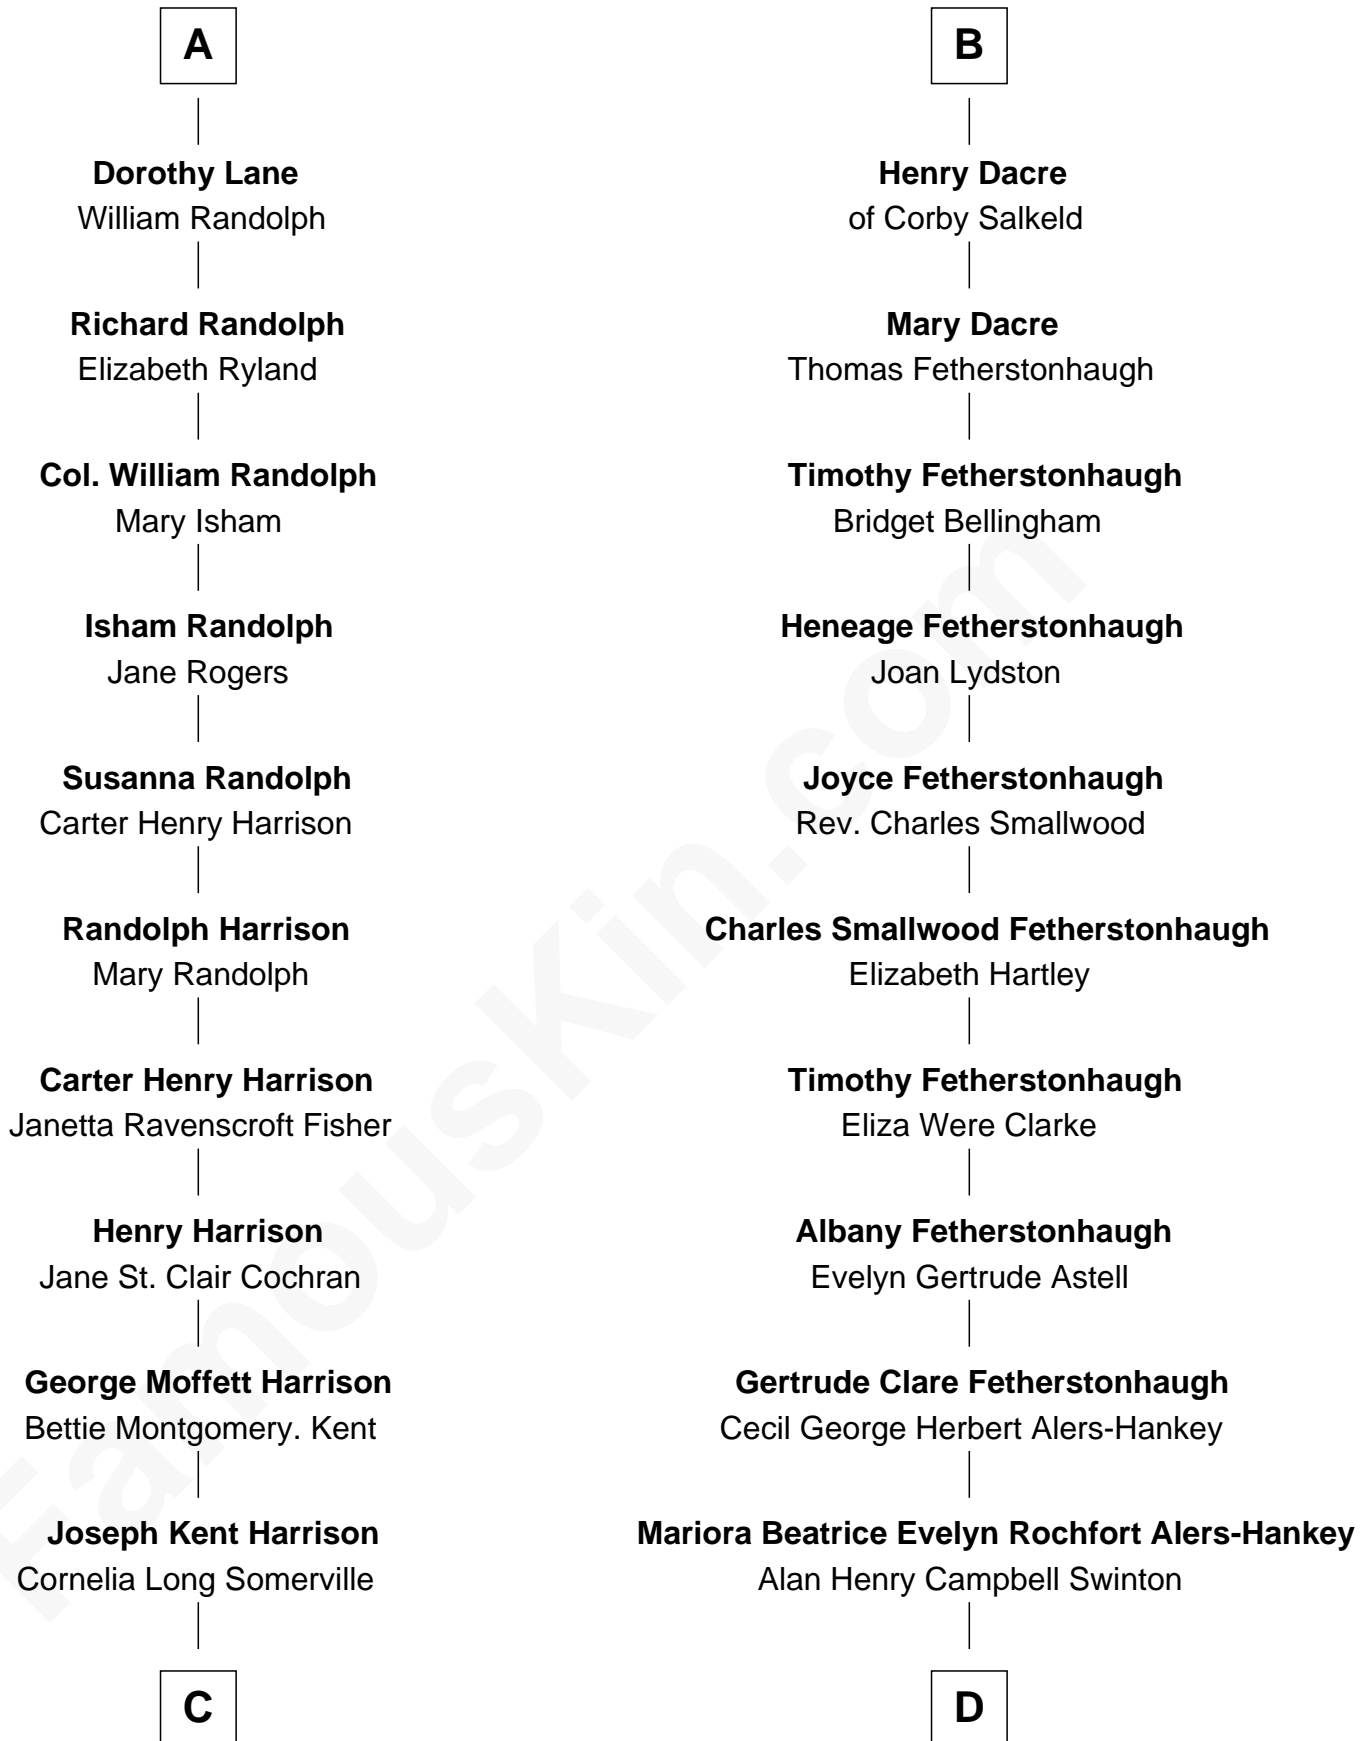 A
Dorothy Lane
William Randolph
Richard Randolph
Elizabeth Ryland
Col. William Randolph
Mary Isham
Isham Randolph
Jane Rogers
Susanna Randolph
Carter Henry Harrison
Randolph Harrison
Mary Randolph
Carter Henry Harrison
Janetta Ravenscroft Fisher
Henry Harrison
Jane St. Clair Cochran
George Moffett Harrison
Bettie Montgomery. Kent
Joseph Kent Harrison
Cornelia Long Somerville
C
B
Henry Dacre
of Corby Salkeld
Mary Dacre
Thomas Fetherstonhaugh
Timothy Fetherstonhaugh
Bridget Bellingham
Heneage Fetherstonhaugh
Joan Lydston
Joyce Fetherstonhaugh
Rev. Charles Smallwood
Charles Smallwood Fetherstonhaugh
Elizabeth Hartley
Timothy Fetherstonhaugh
Eliza Were Clarke
Albany Fetherstonhaugh
Evelyn Gertrude Astell
Gertrude Clare Fetherstonhaugh
Cecil George Herbert Alers-Hankey
Mariora Beatrice Evelyn Rochfort Alers-Hankey
Alan Henry Campbell Swinton
D
FamousKin.com